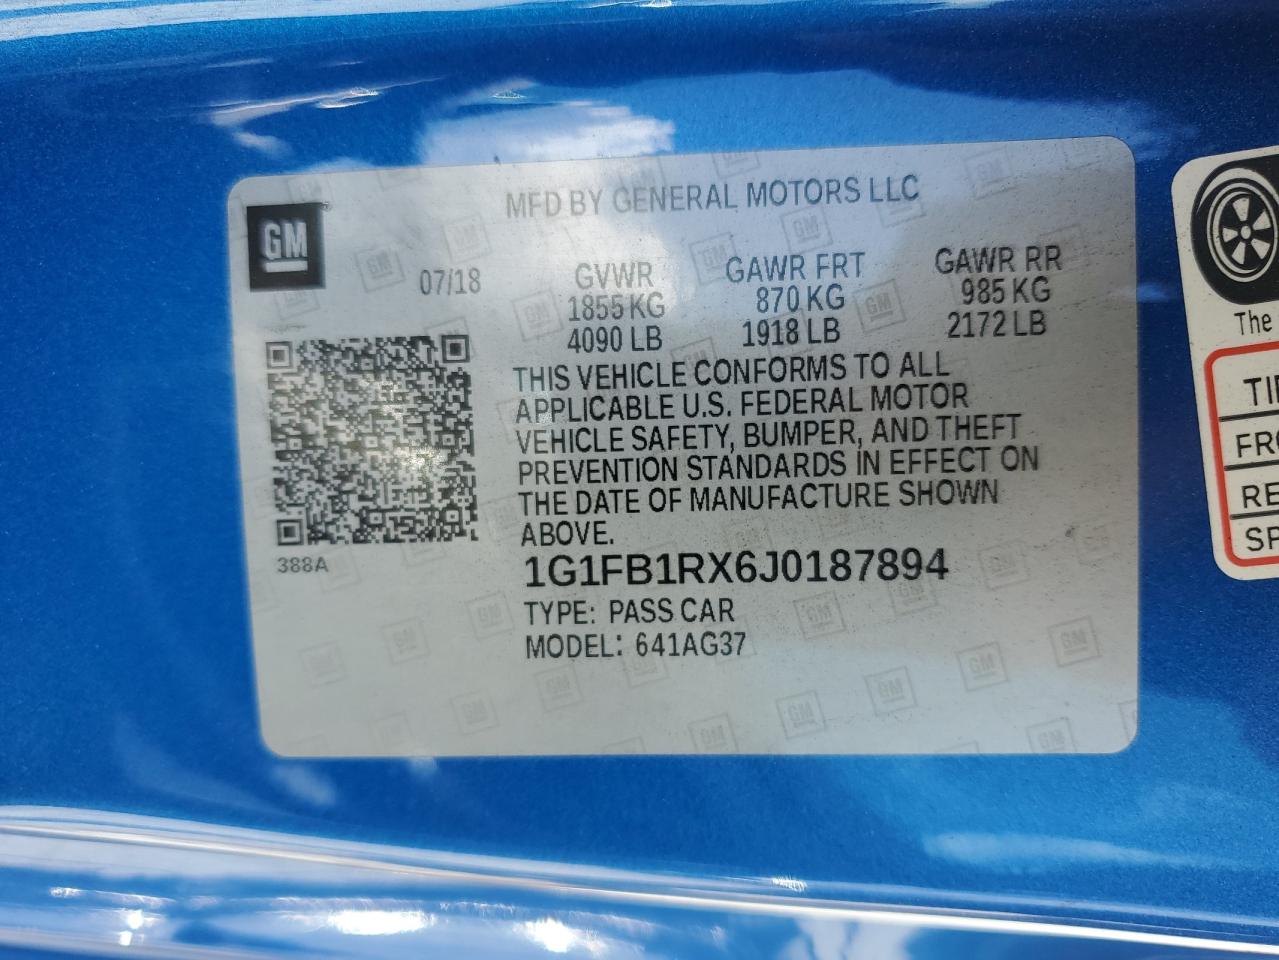 MFD BY GENERAL MOTORS LLC
GM
07/18
GVWR GAWR FRT GAWR RR
1855 KG 870 KG 985 KG
4090 LB 1918 LB 2172 LB
THIS VEHICLE CONFORMS TO ALL
APPLICABLE U.S. FEDERAL MOTOR
VEHICLE SAFETY, BUMPER, AND THEFT
PREVENTION STANDARDS IN EFFECT ON
THE DATE OF MANUFACTURE SHOWN
ABOVE.
388A
1G1FB1RX6J0187894
TYPE: PASS CAR
MODEL: 641AG37
The